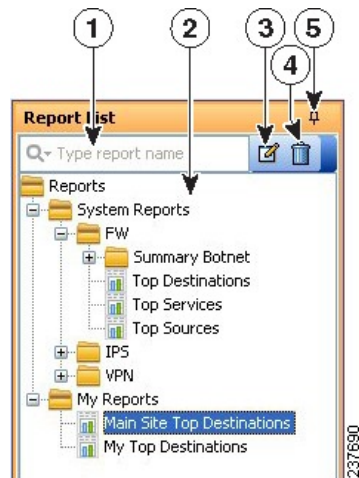 1 2 3 4 5
Report List
Type report name
Reports
System Reports
FW
Summary Botnet
Top Destinations
Top Services
Top Sources
IPS
VPN
My Reports
Main Site Top Destinations
My Top Destinations
237690